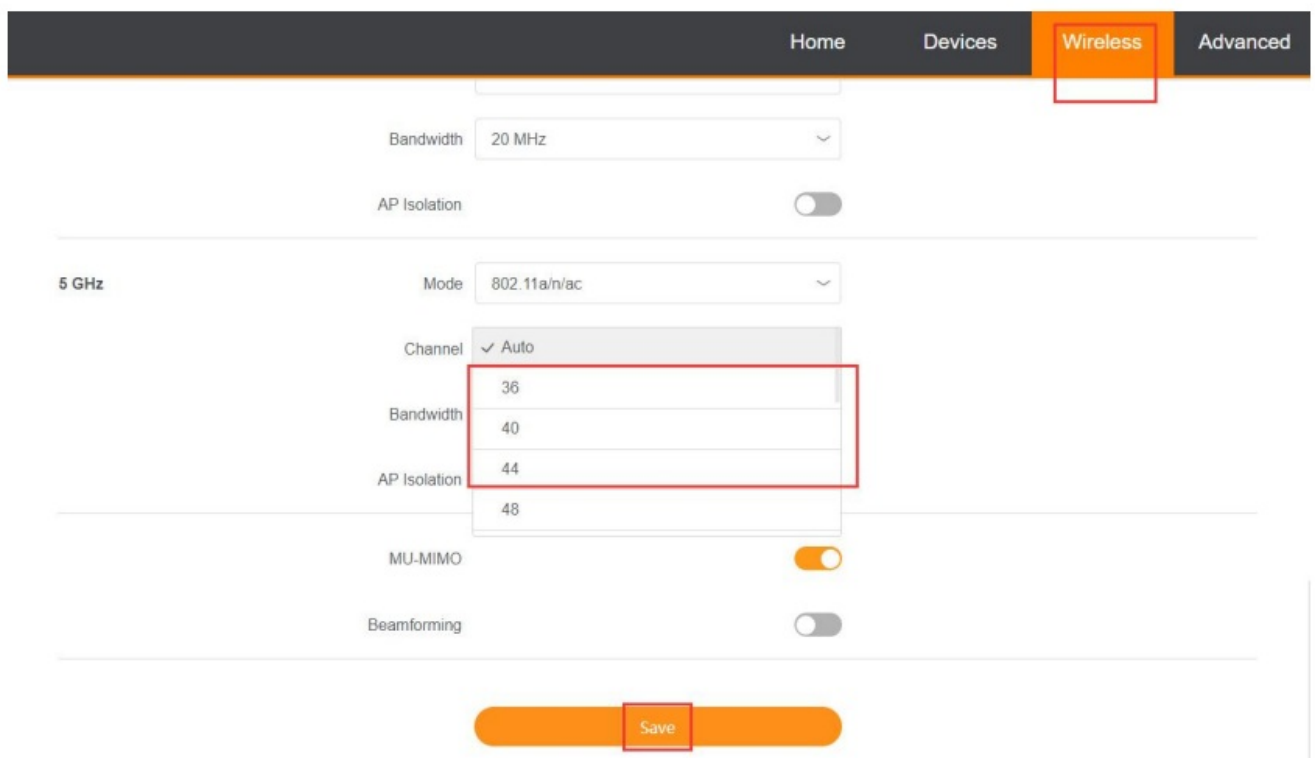 Home Devices Wireless Advanced
Bandwidth 20 MHz
AP Isolation
5 GHz Mode 802.11a/n/ac
Channel Auto
36
Bandwidth
40
44
AP Isolation
48
MU-MIMO
Beamforming
Save